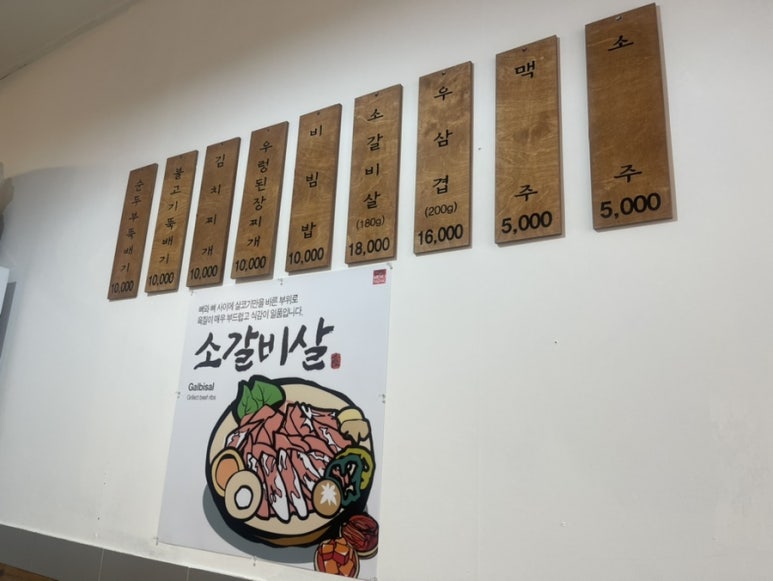 순두부뚝배기
10,000
불고기뚝배기
10,000
김치찌개
10,000
우렁된장찌개
10,000
비빔밥
10,000
소갈비살
(180g)
18,000
우삼겹
(200g)
16,000
맥주
5,000
소주
5,000
뼈와 뼈 사이에 살코기만을 바른 부위로
육질이 매우 부드럽고 식감이 일품입니다.
소갈비살
Galbisal
Grilled beef ribs